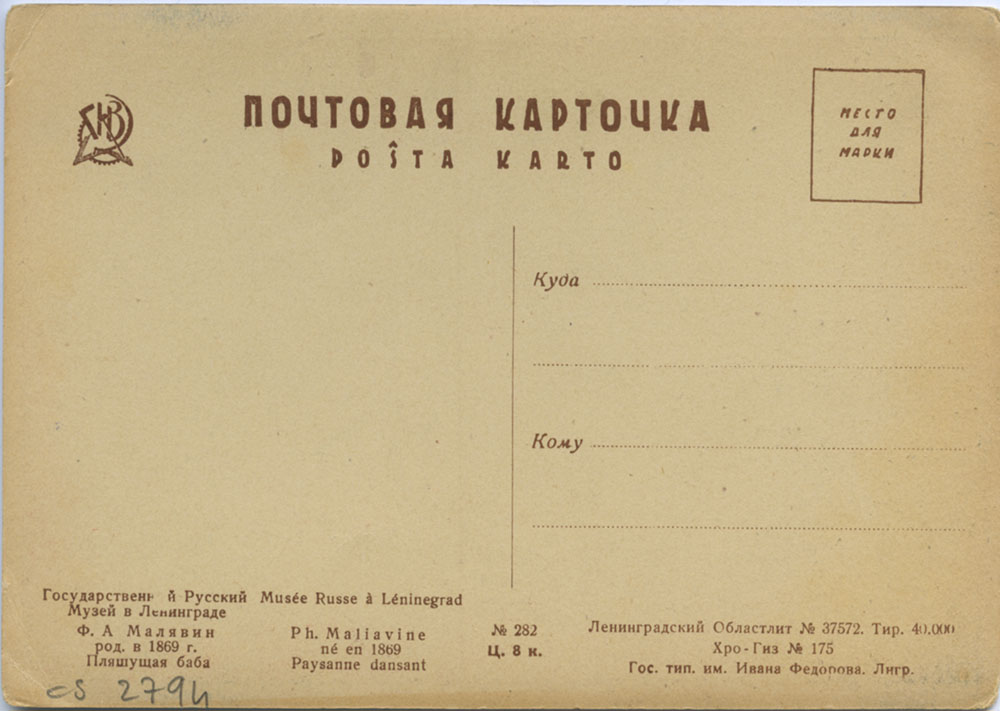 ПОЧТОВАЯ КАРТОЧКА
POŜTA KARTO
МЕСТО
ДЛЯ
МАРКИ
Куда
Кому
Государственн й Русский
Музей в Ленинграде
Ф. А Малявин
род. в 1869 г.
Пляшущая баба
Musée Russe à Léninegrad
Ph. Maliavine
né en 1869
Paysanne dansant
№ 282
Ц. 8 к.
Ленинградский Областлит № 37572. Тир. 40.000
Хро-Гиз № 175
Гос. тип. им. Ивана Федорова. Лигр.
cs 2794